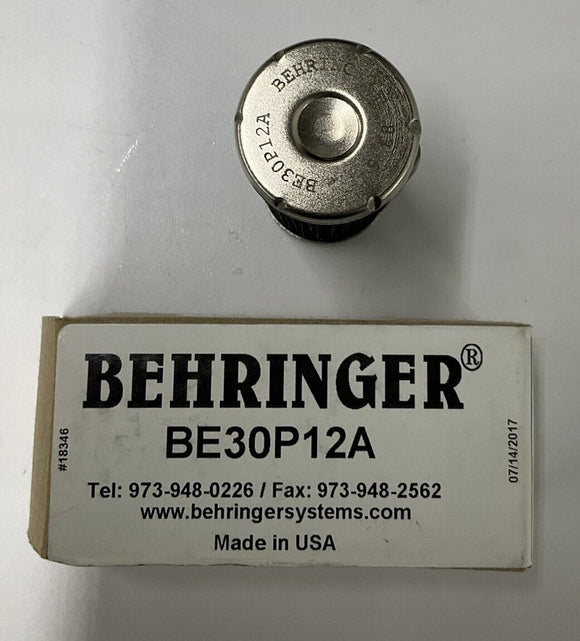 BE30P12A
BEHRINGER®
BE30P12A
#18346
07/14/2017
Tel: 973-948-0226 / Fax: 973-948-2562
www.behringersystems.com
Made in USA